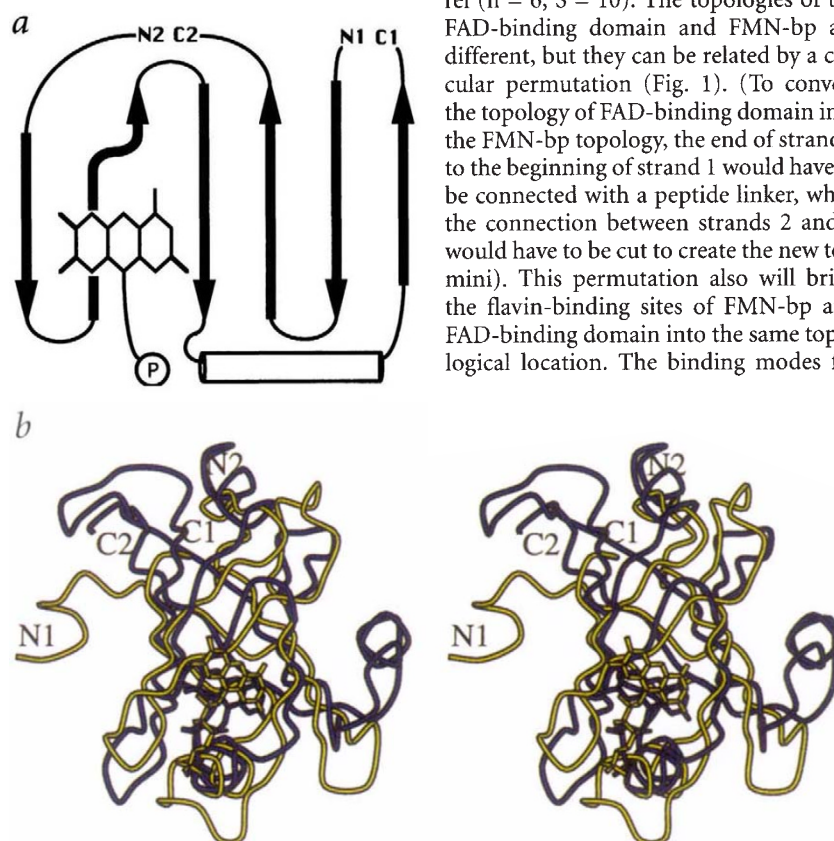 a
N2 C2
N1 C1
P
rel (n = 6, S = 10). The topologies of t
FAD-binding domain and FMN-bp a
different, but they can be related by a c
cular permutation (Fig. 1). (To conv
the topology of FAD-binding domain in
the FMN-bp topology, the end of strand
to the beginning of strand 1 would have
be connected with a peptide linker, wh
the connection between strands 2 and
would have to be cut to create the new te
mini). This permutation also will bri
the flavin-binding sites of FMN-bp a
FAD-binding domain into the same top
logical location. The binding modes
b
N2 N2
C2 C1 C2 C1
N1 N1